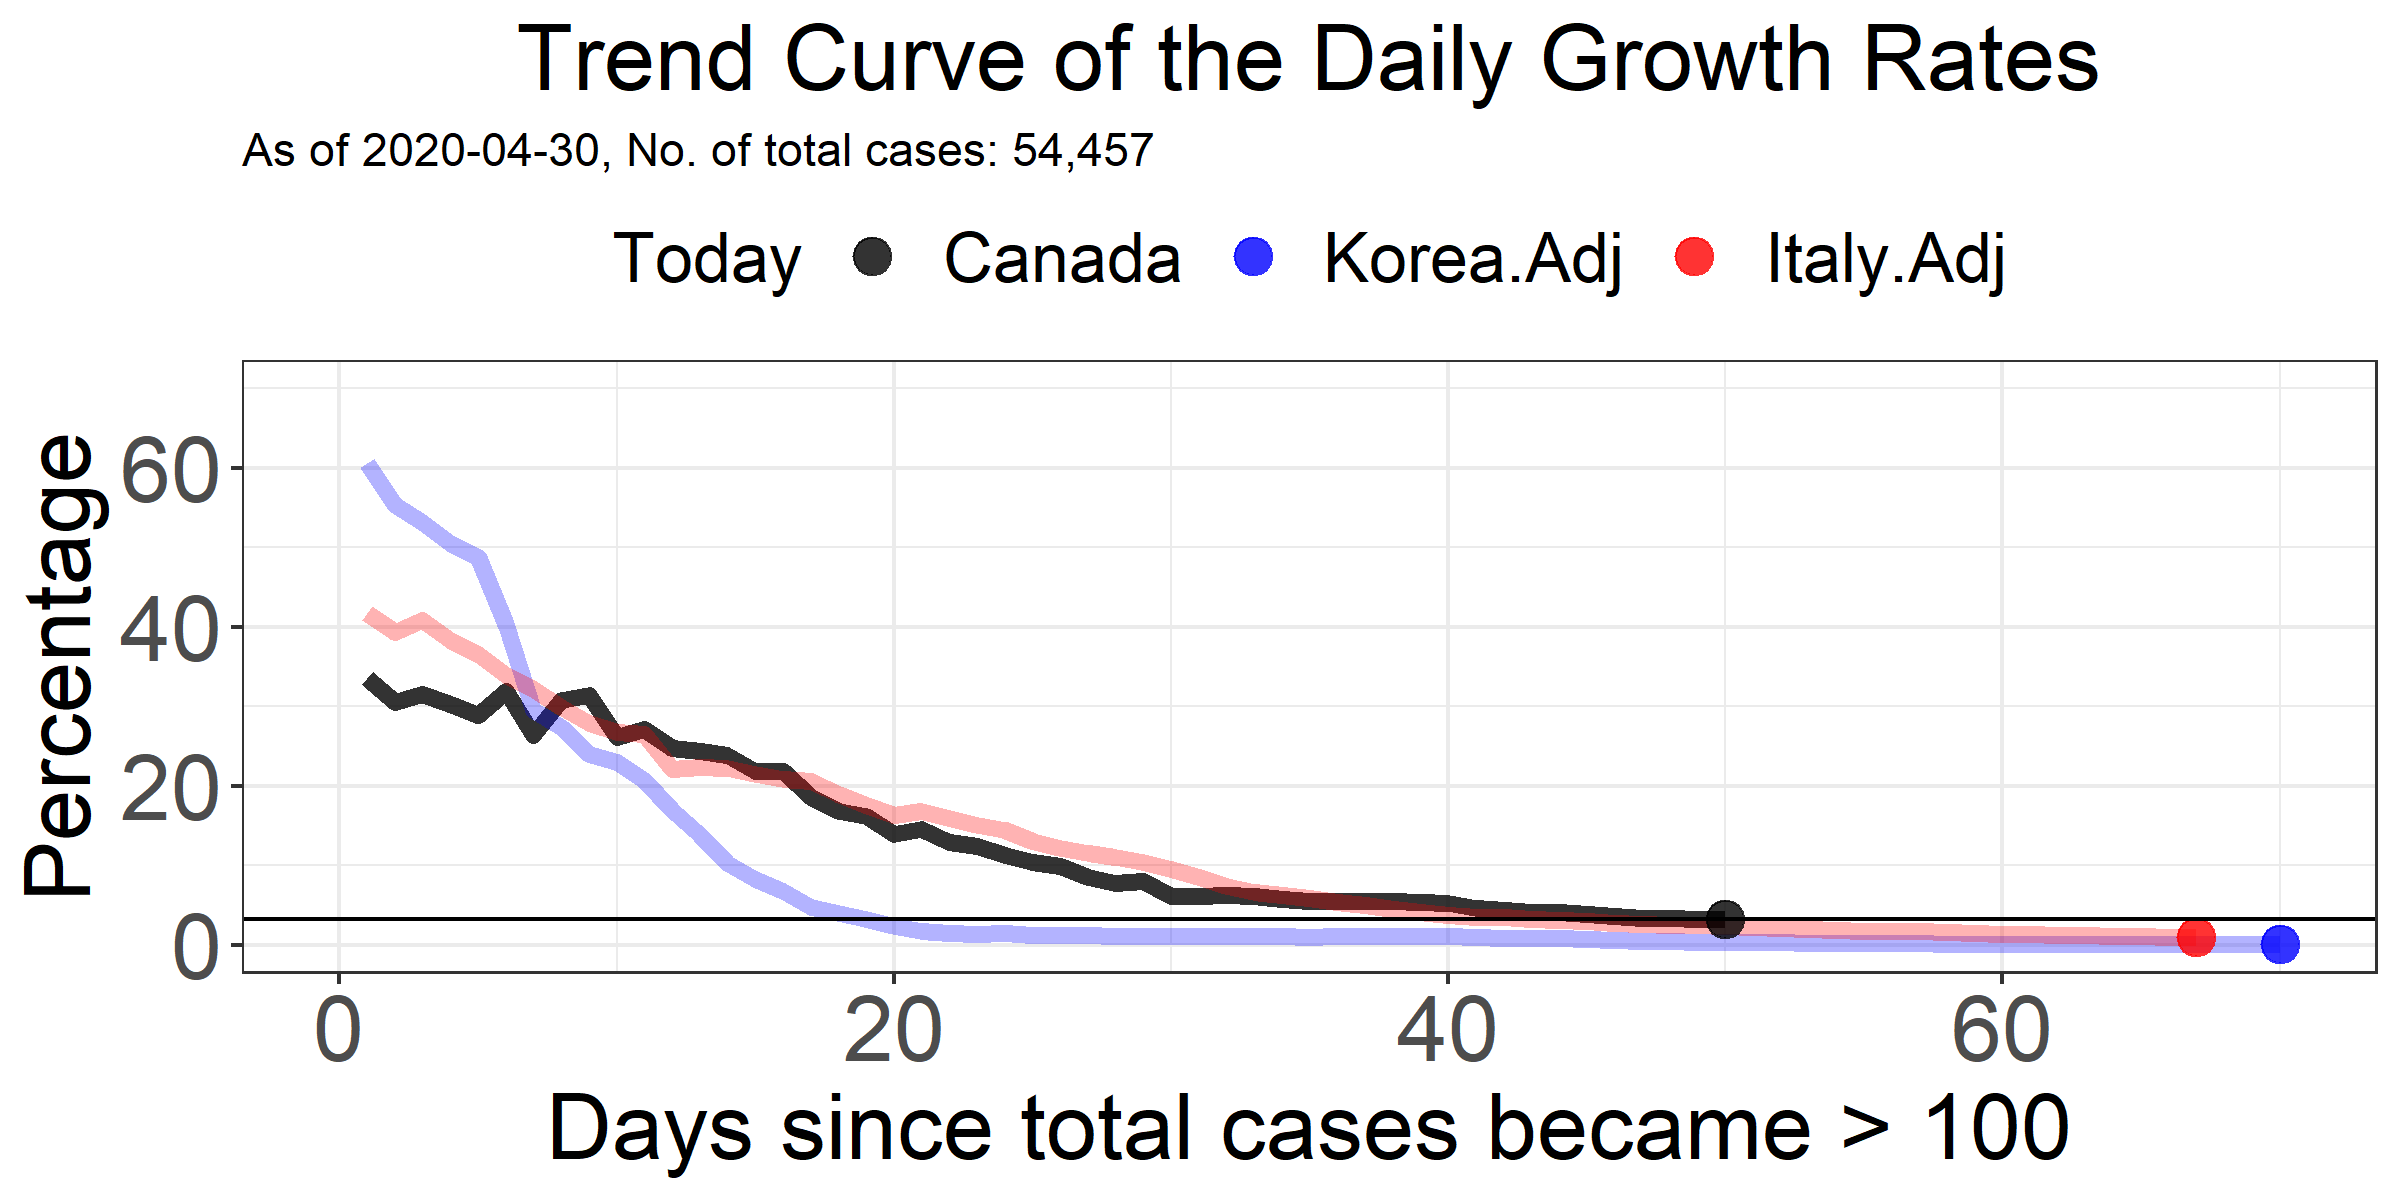 Trend Curve of the Daily Growth Rates
As of 2020-04-30, No. of total cases: 54,457
Today Canada Korea.Adj Italy.Adj
Percentage
60
40
20
0
0 20 40 60
Days since total cases became > 100